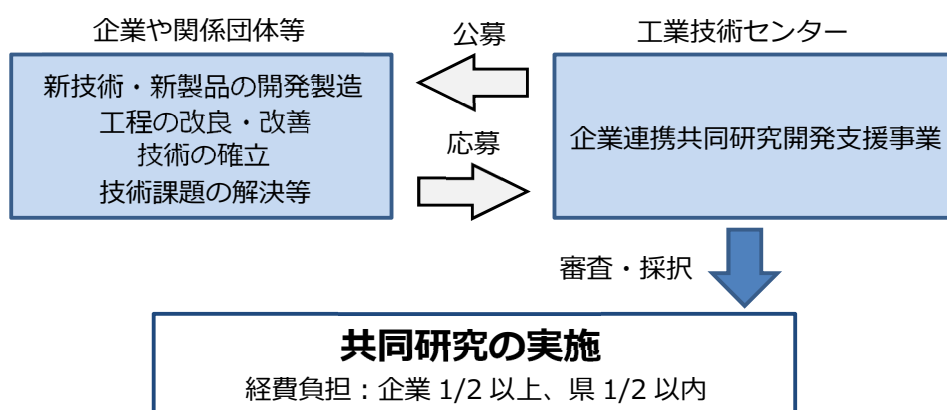 企業や関係団体等
新技術・新製品の開発製造
工程の改良・改善
技術の確立
技術課題の解決等
公募
応募
工業技術センター
企業連携共同研究開発支援事業
審査・採択
共同研究の実施
経費負担：企業 1/2 以上、県 1/2 以内